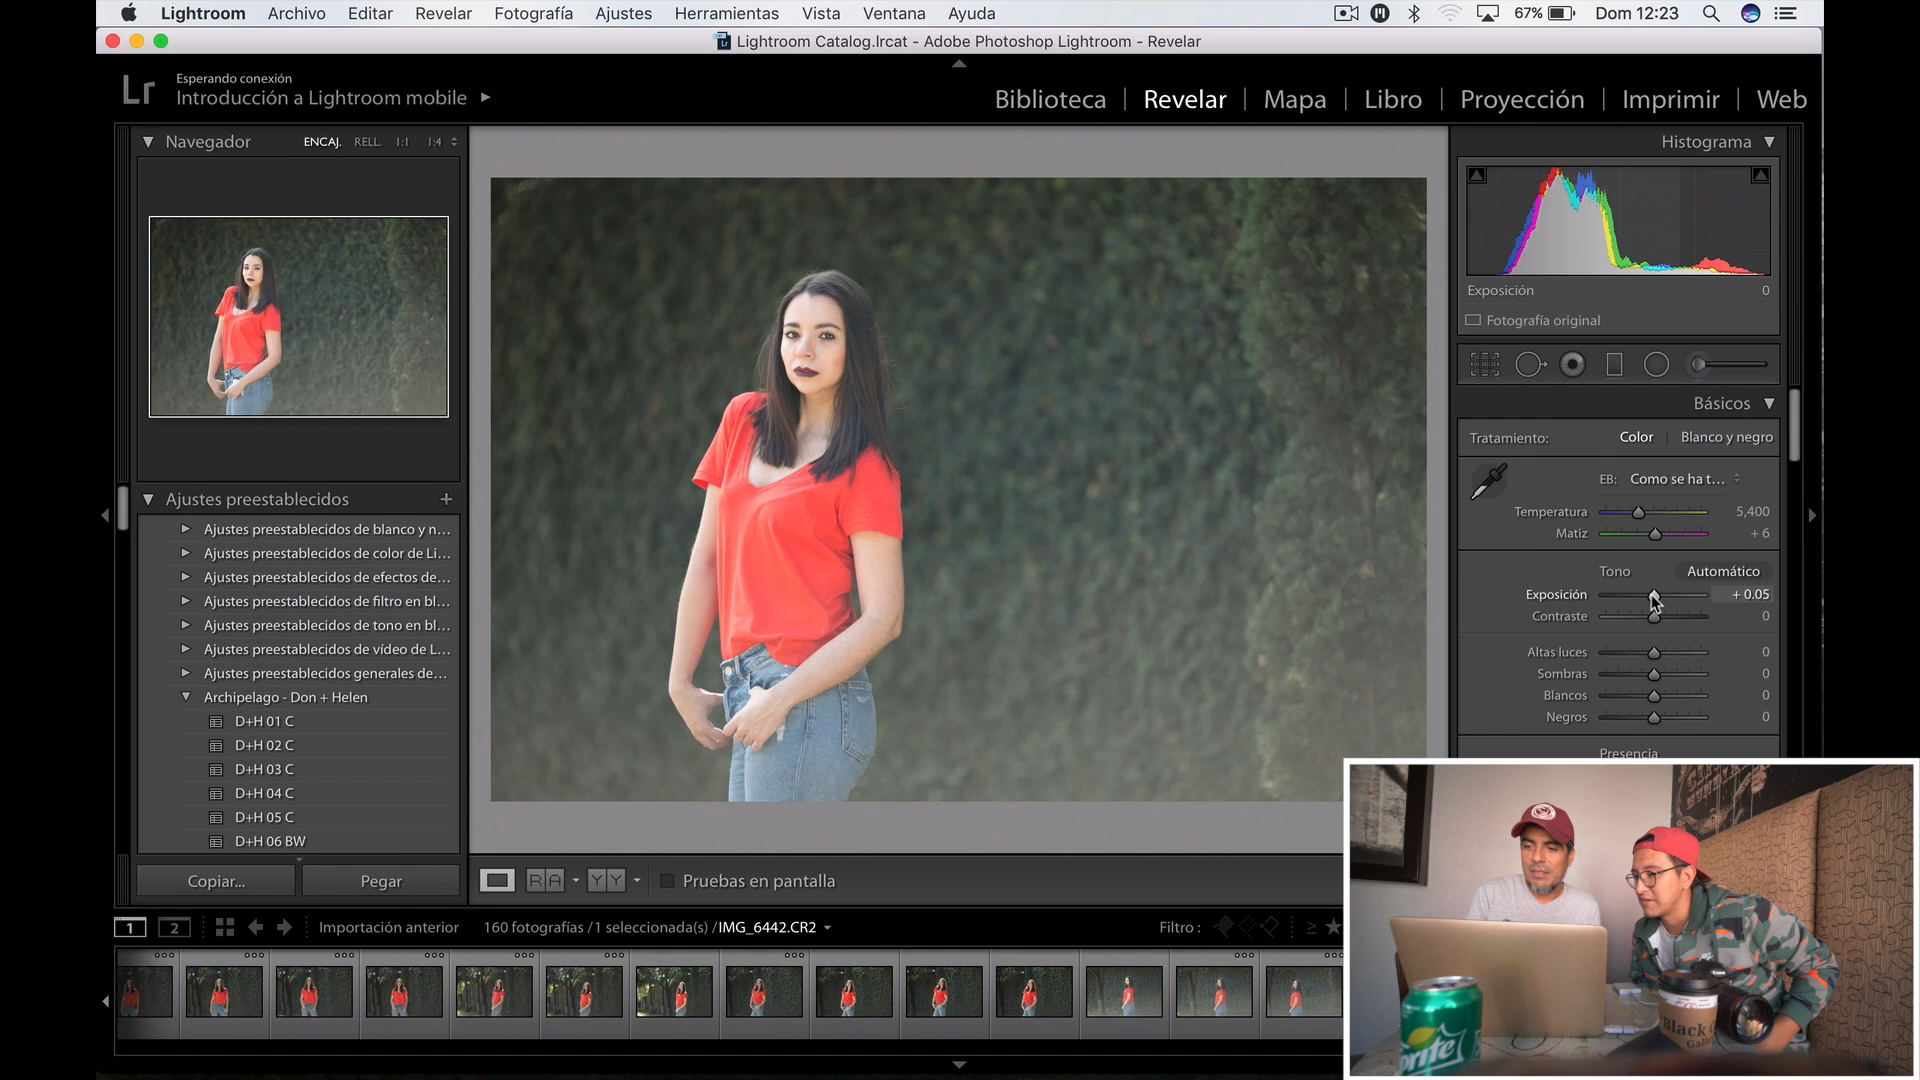 Lightroom Archivo Editar Revelar Fotografía Ajustes Herramientas Vista Ventana Ayuda 67% Dom 12:23
Lightroom Catalog.lrcat - Adobe Photoshop Lightroom - Revelar
Lr
Esperando conexión
Introducción a Lightroom mobile
Biblioteca | Revelar | Mapa | Libro | Proyección | Imprimir | Web
Navegador ENCAJ. RELL. 1:1 1:4
Histograma
Exposición 0
Fotografía original
Básicos
Tratamiento: Color | Blanco y negro
EB: Como se ha t...
Temperatura 5,400
Matiz + 6
Tono Automático
Exposición + 0.05
Contraste 0
Altas luces 0
Sombras 0
Blancos 0
Negros 0
Presencia
Ajustes preestablecidos +
Ajustes preestablecidos de blanco y n...
Ajustes preestablecidos de color de Li...
Ajustes preestablecidos de efectos de...
Ajustes preestablecidos de filtro en bl...
Ajustes preestablecidos de tono en bl...
Ajustes preestablecidos de vídeo de L...
Ajustes preestablecidos generales de...
Archipelago - Don + Helen
D+H 01 C
D+H 02 C
D+H 03 C
D+H 04 C
D+H 05 C
D+H 06 BW
Copiar... Pegar
R A Y Y Pruebas en pantalla
1 2 Importación anterior 160 fotografías /1 seleccionada(s) /IMG_6442.CR2 Filtro : ≥
Sprite
Black